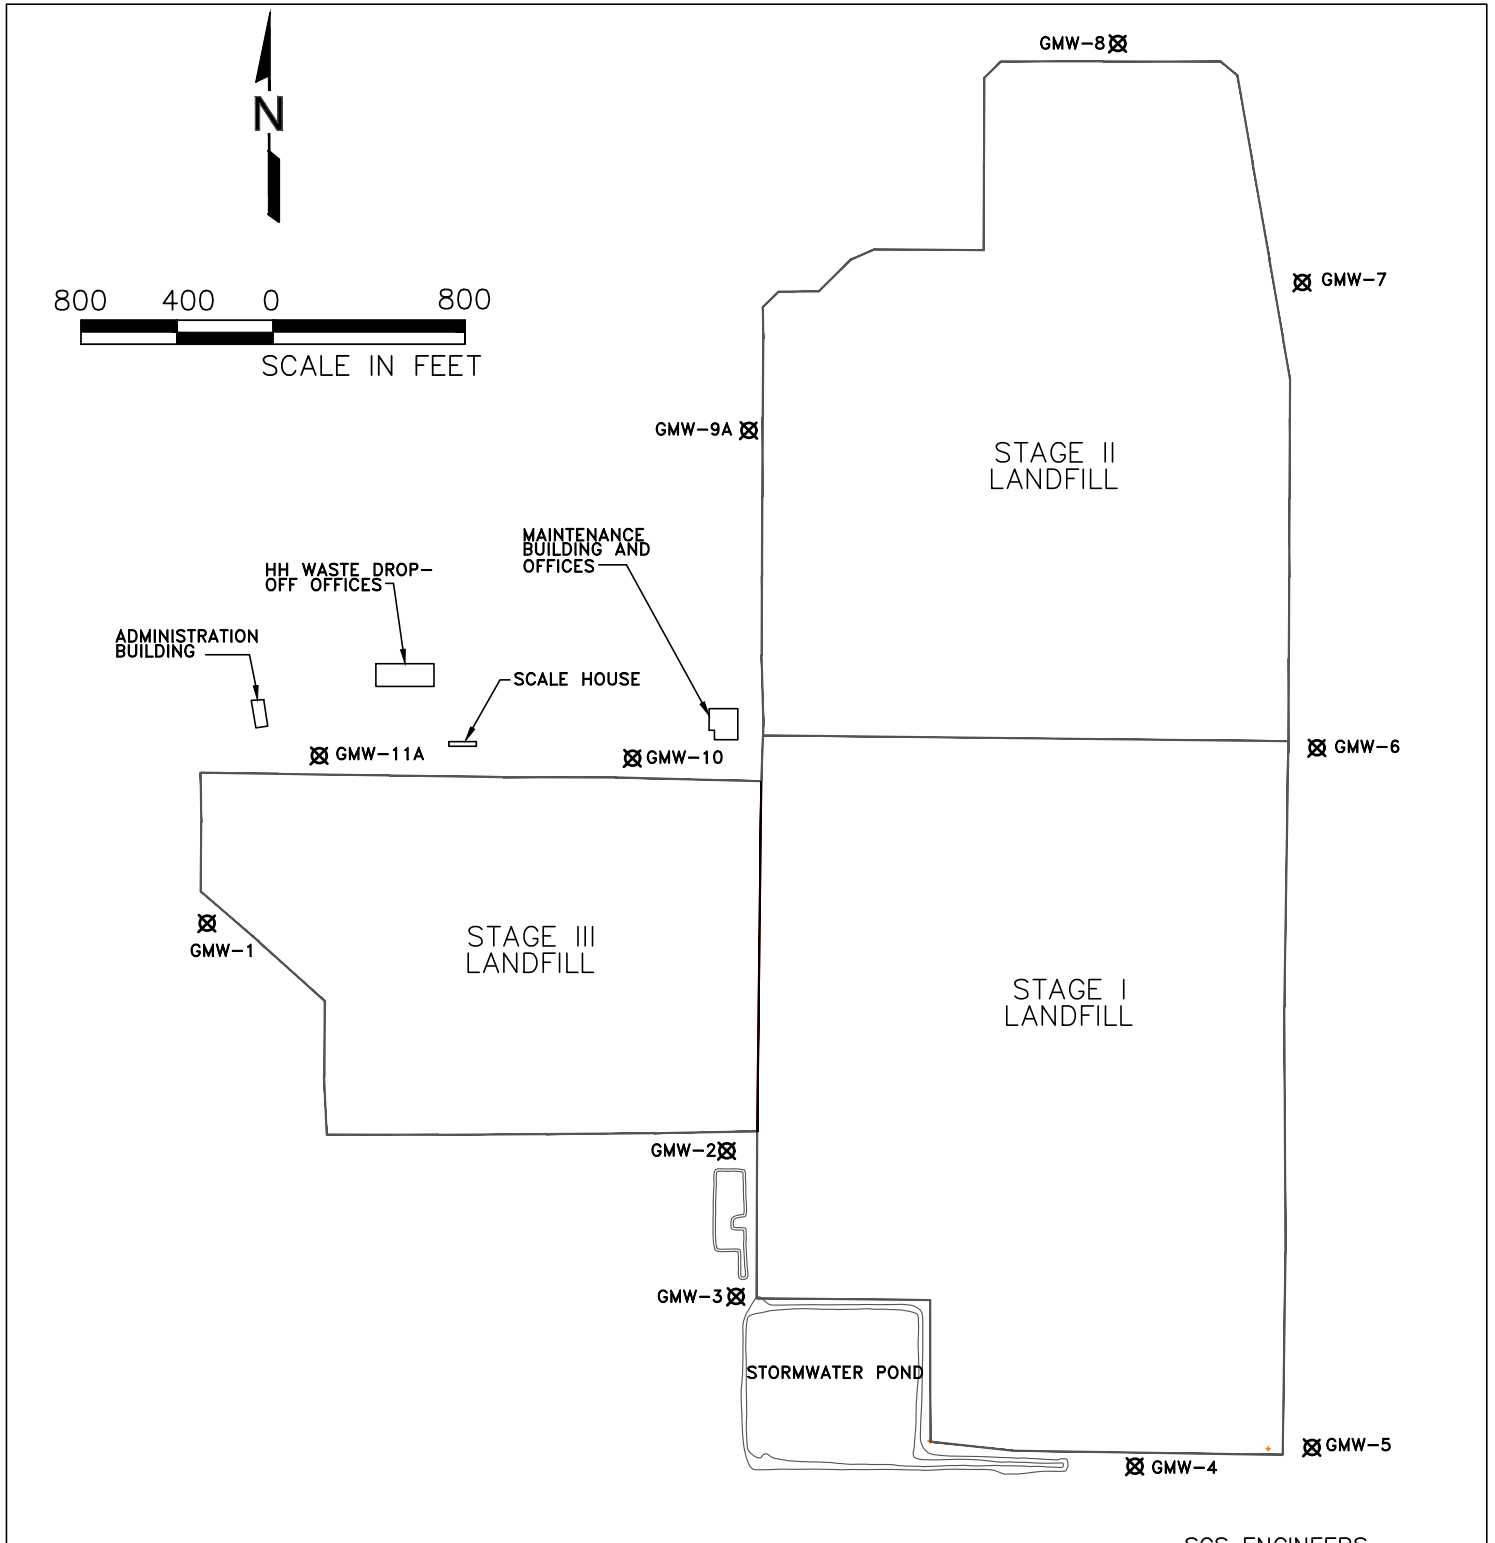 GMW-8
N
GMW-7
800 400 0 800
SCALE IN FEET
GMW-9A
STAGE II
LANDFILL
MAINTENANCE
BUILDING AND
OFFICES
HH WASTE DROP-
OFF OFFICES
ADMINISTRATION
BUILDING
SCALE HOUSE
GMW-11A
GMW-10
GMW-6
STAGE III
LANDFILL
GMW-1
STAGE I
LANDFILL
GMW-2
GMW-3
STORMWATER POND
GMW-5
GMW-4
SCS ENGINEERS